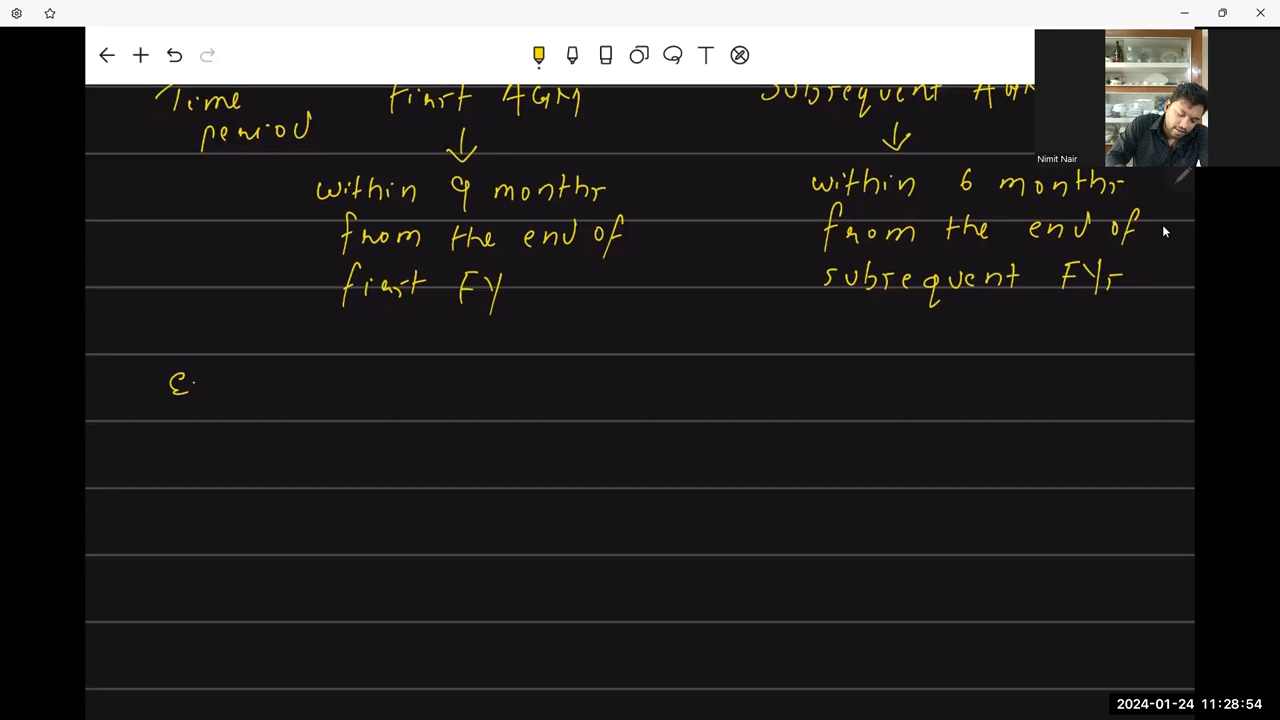 Time First AGM Subsequent AGM
period
within 9 months within 6 months
from the end of from the end of
first FY subsequent FYs
E
Nimit Nair
2024-01-24 11:28:54